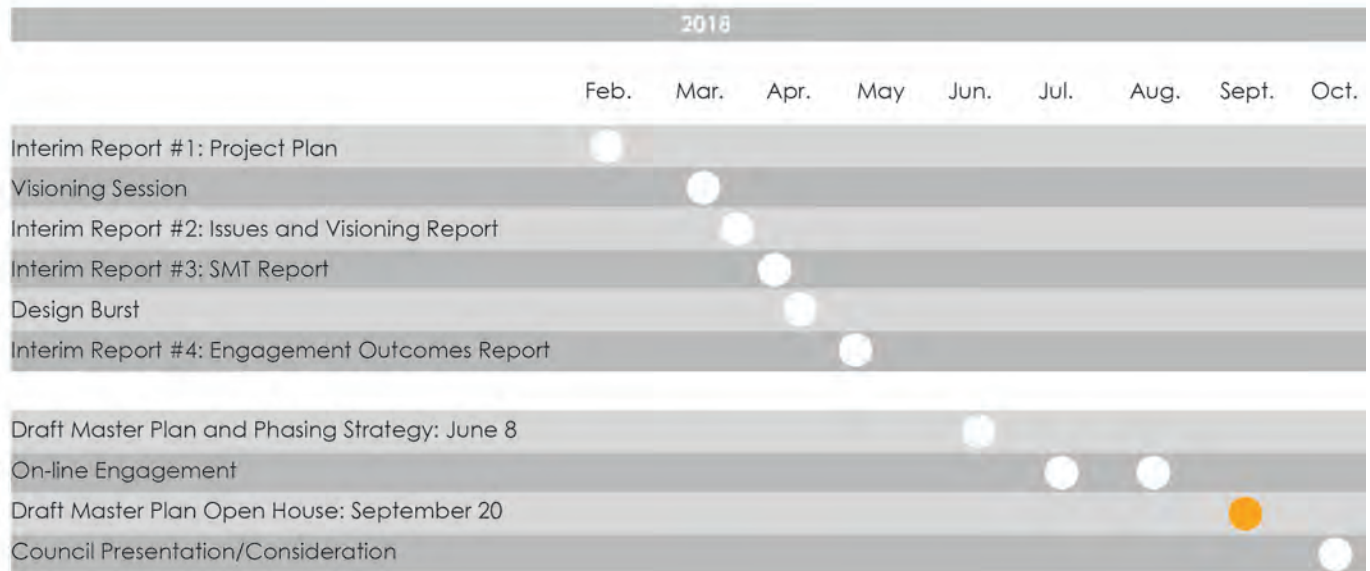 2018
Feb. Mar. Apr. May Jun. Jul. Aug. Sept. Oct.
Interim Report #1: Project Plan
Visioning Session
Interim Report #2: Issues and Visioning Report
Interim Report #3: SMT Report
Design Burst
Interim Report #4: Engagement Outcomes Report
Draft Master Plan and Phasing Strategy: June 8
On-line Engagement
Draft Master Plan Open House: September 20
Council Presentation/Consideration